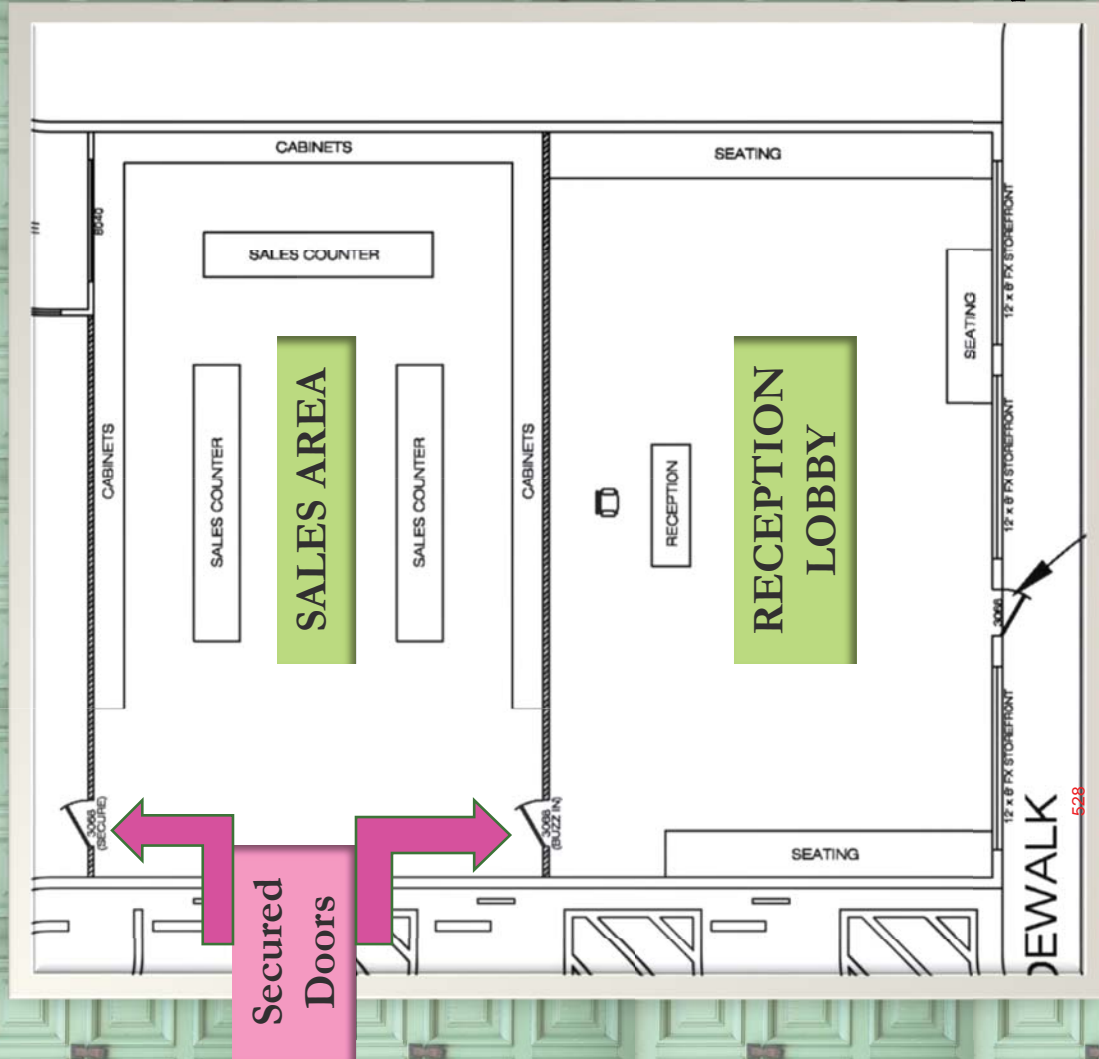 CABINETS
SEATING
8040
SALES COUNTER
12' x 8' FX STOREFRONT
SEATING
SALES COUNTER
SALES AREA
SALES COUNTER
CABINETS
CABINETS
RECEPTION
RECEPTION
LOBBY
12' x 8' FX STOREFRONT
3068
3068
(SECURE)
3068
(BUZZ IN)
12' x 8' FX STOREFRONT
SEATING
Secured
Doors
DEWALK
528